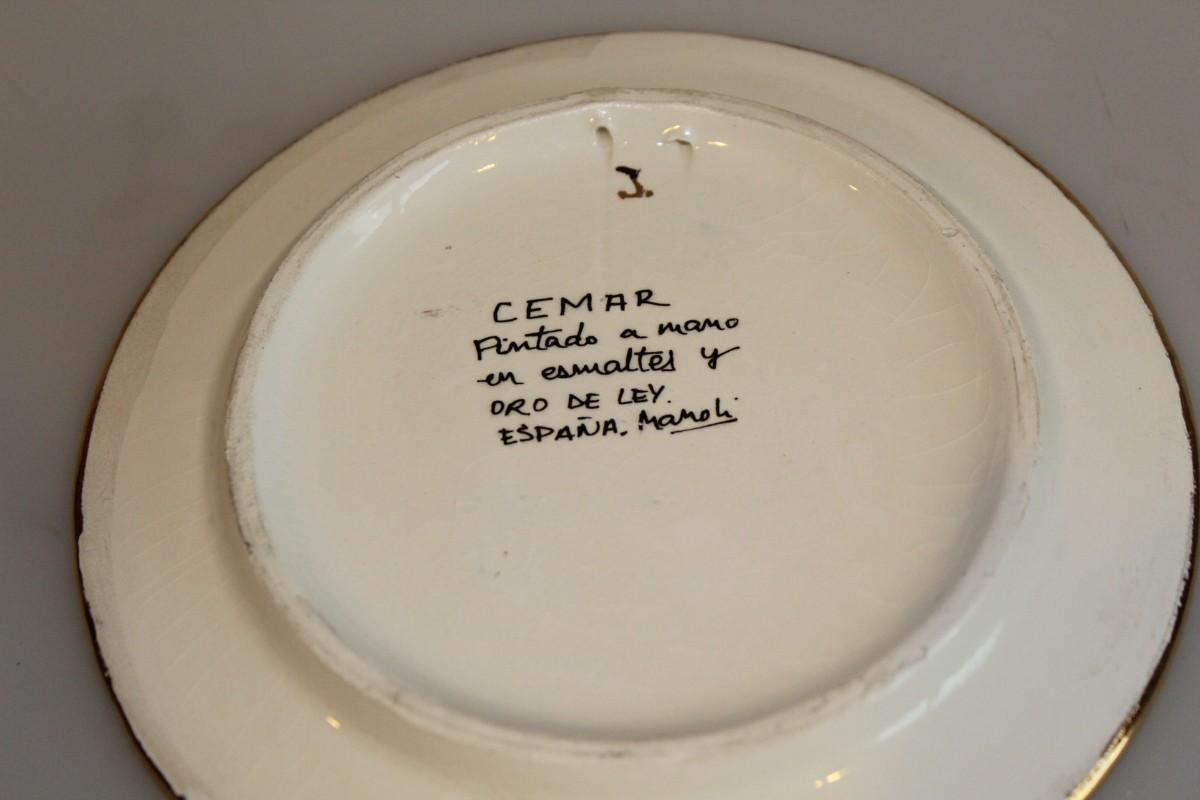 J.
CEMAR
Pintado a mano
en esmaltes y
ORO DE LEY.
ESPAÑA. Manoli